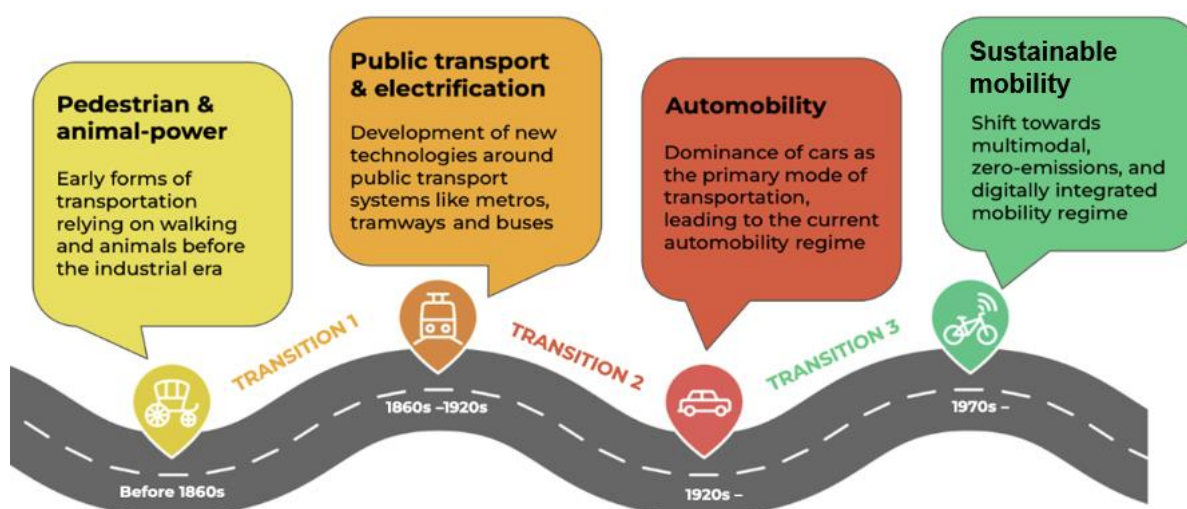 Pedestrian &
animal-power
Early forms of
transportation
relying on walking
and animals before
the industrial era
Public transport
& electrification
Development of new
technologies around
public transport
systems like metros,
tramways and buses
Automobility
Dominance of cars as
the primary mode of
transportation,
leading to the current
automobility regime
Sustainable
mobility
Shift towards
multimodal,
zero-emissions, and
digitally integrated
mobility regime
TRANSITION 1
TRANSITION 2
TRANSITION 3
Before 1860s
1860s –1920s
1920s –
1970s –